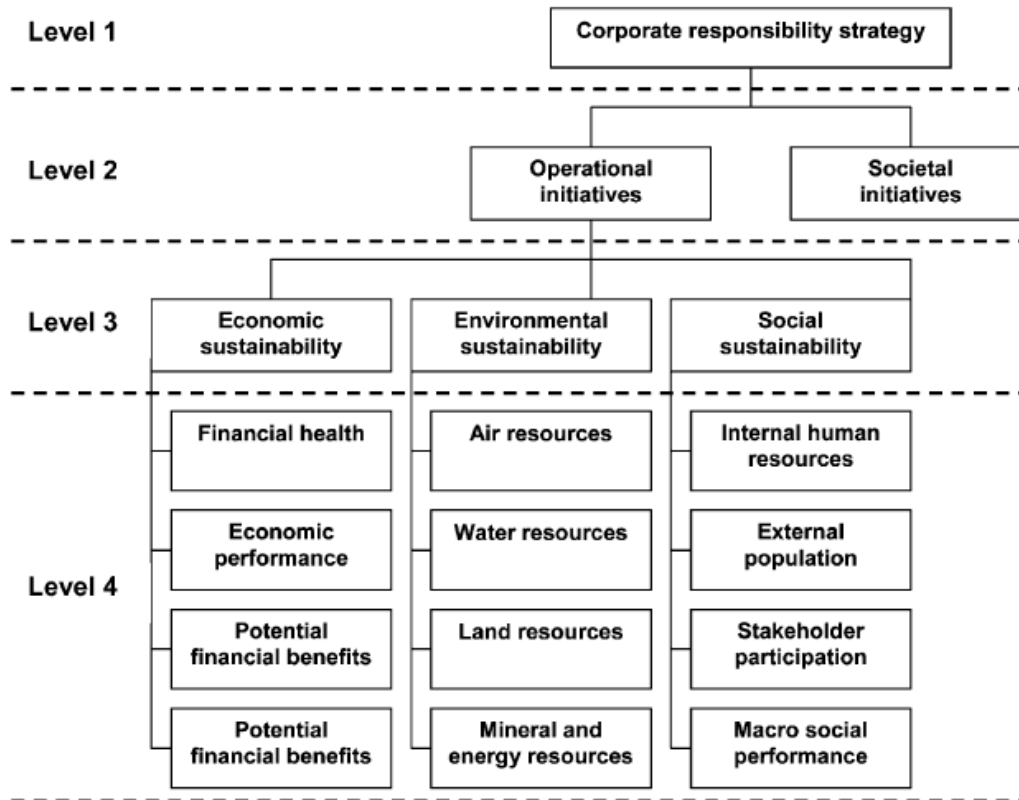 Level 1
Corporate responsibility strategy
Level 2
Operational
initiatives
Societal
initiatives
Level 3
Economic
sustainability
Environmental
sustainability
Social
sustainability
Level 4
Financial health
Air resources
Internal human
resources
Economic
performance
Water resources
External
population
Potential
financial benefits
Land resources
Stakeholder
participation
Potential
financial benefits
Mineral and
energy resources
Macro social
performance